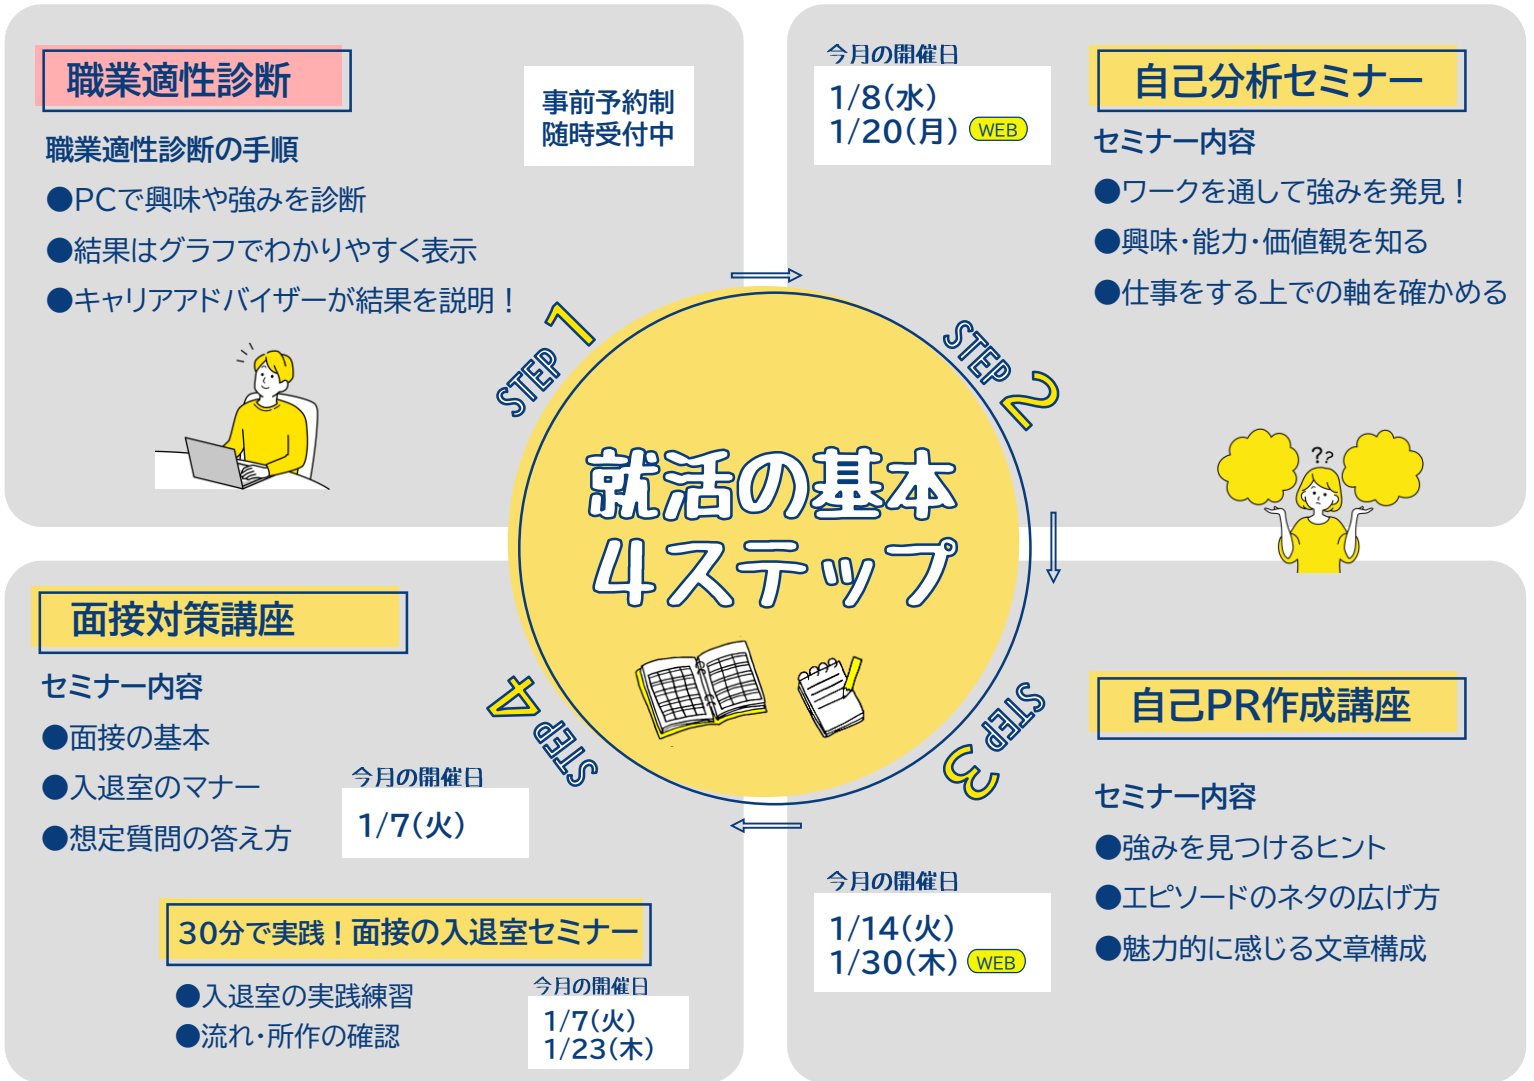 職業適性診断
事前予約制
随時受付中
職業適性診断の手順
●PCで興味や強みを診断
●結果はグラフでわかりやすく表示
●キャリアアドバイザーが結果を説明！
STEP 1
今月の開催日
1/8(水)
1/20(月) WEB
自己分析セミナー
セミナー内容
●ワークを通して強みを発見！
●興味・能力・価値観を知る
●仕事をする上での軸を確かめる
STEP 2
??
就活の基本
4ステップ
自己PR作成講座
セミナー内容
●強みを見つけるヒント
●エピソードのネタの広げ方
●魅力的に感じる文章構成
STEP 3
今月の開催日
1/14(火)
1/30(木) WEB
面接対策講座
セミナー内容
●面接の基本
●入退室のマナー
●想定質問の答え方
STEP 4
今月の開催日
1/7(火)
30分で実践！面接の入退室セミナー
●入退室の実践練習
●流れ・所作の確認
今月の開催日
1/7(火)
1/23(木)